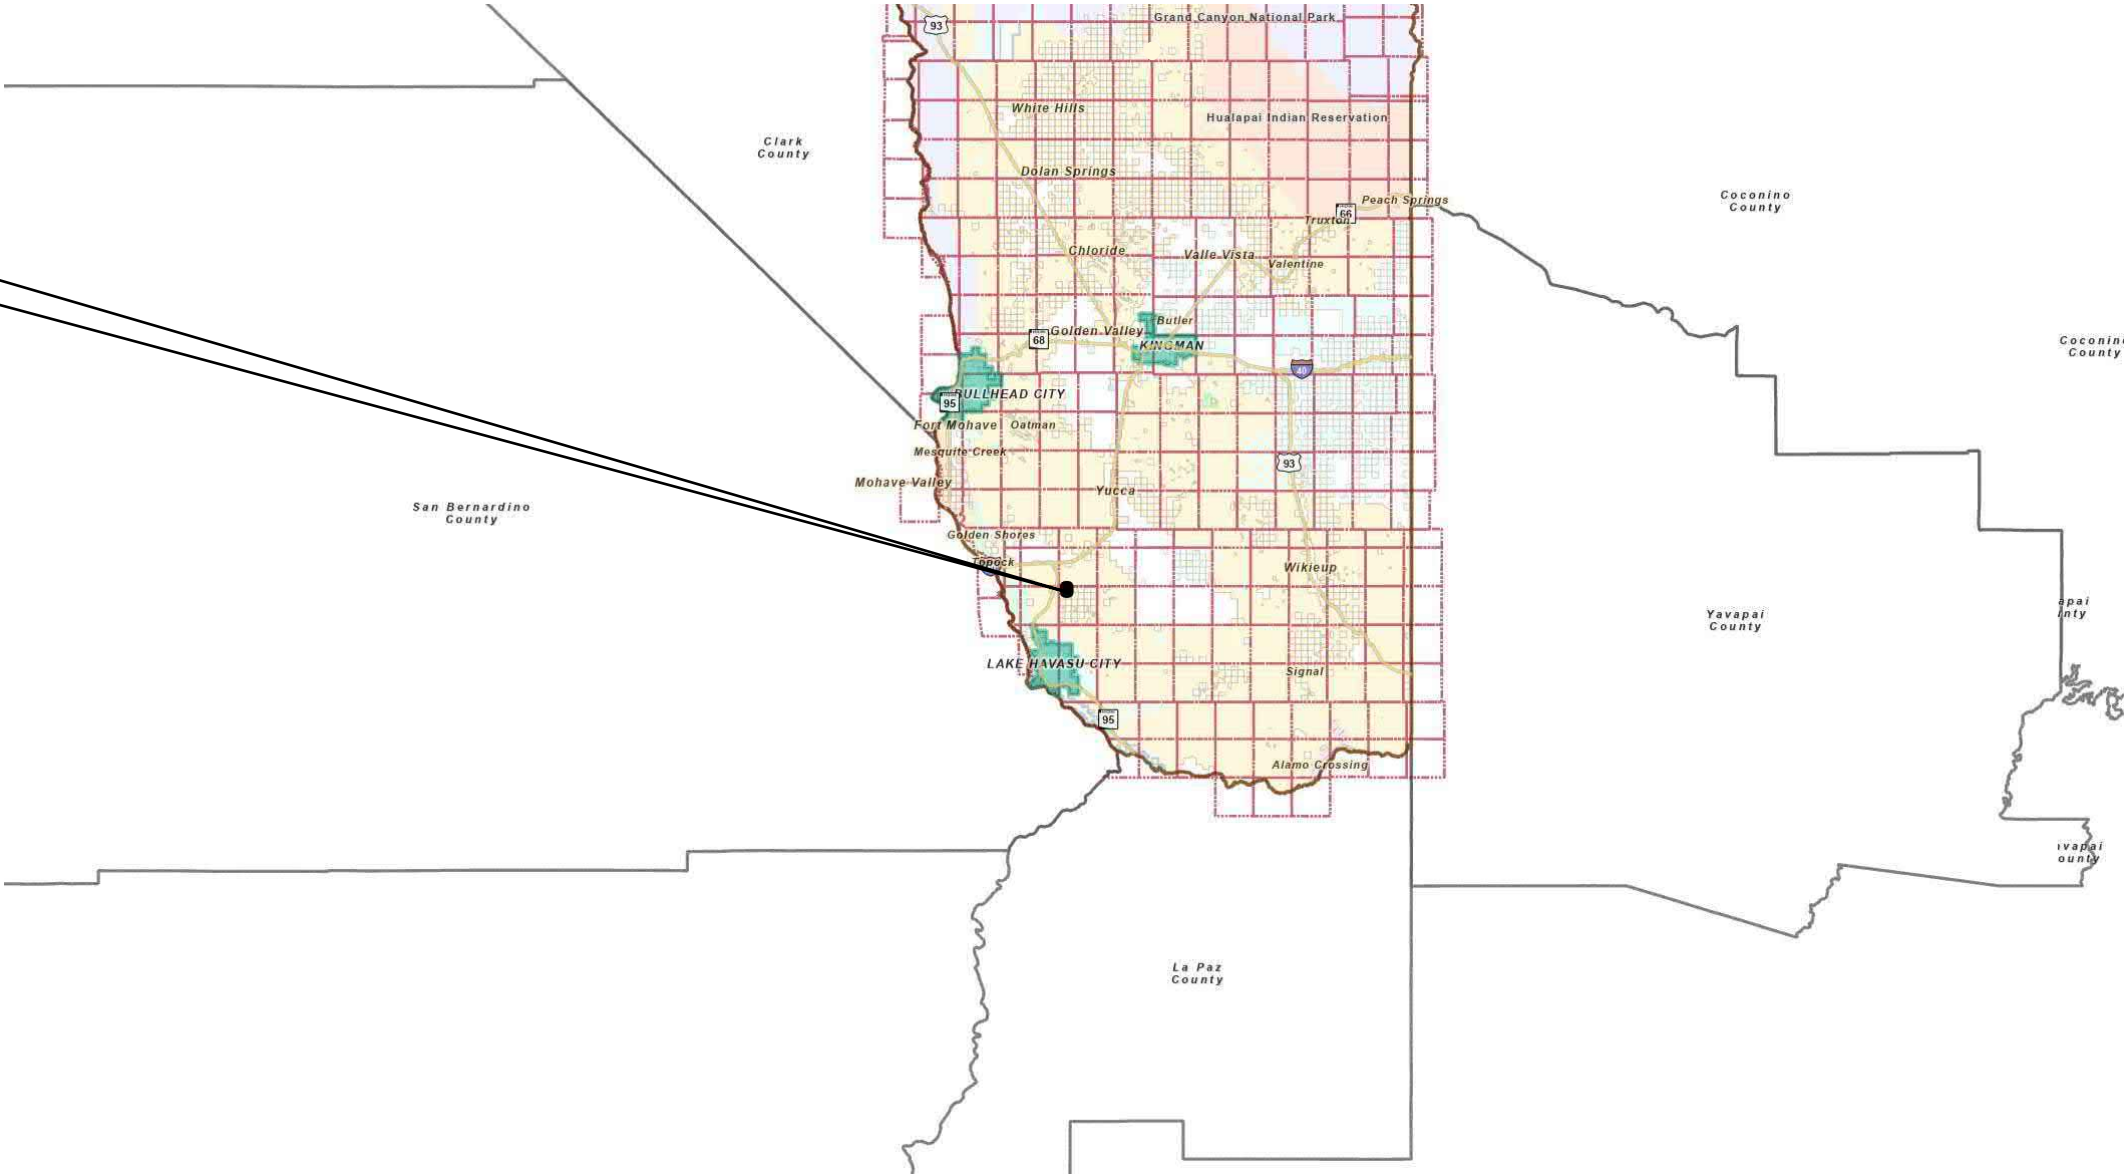 93
Grand Canyon National Park
White Hills
Hualapai Indian Reservation
Clark
County
Dolan Springs
Peach Springs
Coconino
County
66
Truxton
Chloride
Valle Vista
Valentine
Butler
Golden Valley
68
KINGMAN
Coconino
County
40
BULLHEAD CITY
95
Fort Mohave
Oatman
Mesquite Creek
93
Mohave Valley
Yucca
San Bernardino
County
Golden Shores
Topock
Wikieup
apai
Yavapai
County
LAKE HAVASU CITY
Signal
95
Alamo Crossing
vapai
ounty
La Paz
County